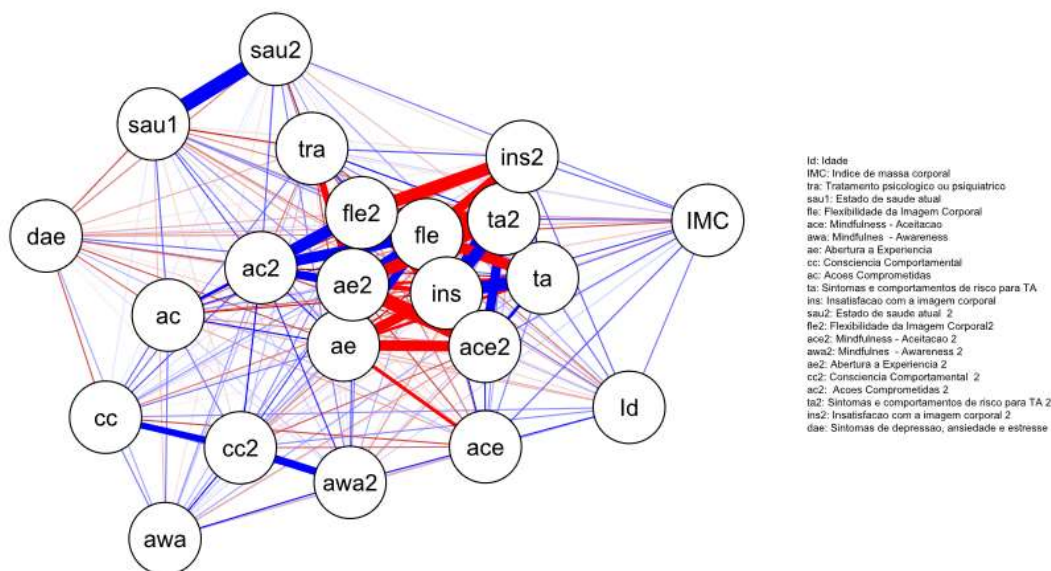 sau2
sau1
tra
ins2
fle2
ta2
IMC
fle
dae
ac2
ta
ae2
ins
ac
ae
ace2
Id
cc
cc2
ace
awa2
awa
Id: Idade
IMC: Indice de massa corporal
tra: Tratamento psicologico ou psiquiatrico
sau1: Estado de saude atual
fle: Flexibilidade da Imagem Corporal
ace: Mindfulness - Aceitacao
awa: Mindfulnes - Awareness
ae: Abertura a Experiencia
cc: Consciencia Comportamental
ac: Acoes Comprometidas
ta: Sintomas e comportamentos de risco para TA
ins: Insatisfacao com a imagem corporal
sau2: Estado de saude atual 2
fle2: Flexibilidade da Imagem Corporal2
ace2: Mindfulness - Aceitacao 2
awa2: Mindfulnes - Awareness 2
ae2: Abertura a Experiencia 2
cc2: Consciencia Comportamental 2
ac2: Acoes Comprometidas 2
ta2: Sintomas e comportamentos de risco para TA 2
ins2: Insatisfacao com a imagem corporal 2
dae: Sintomas de depressao, ansiedade e estresse